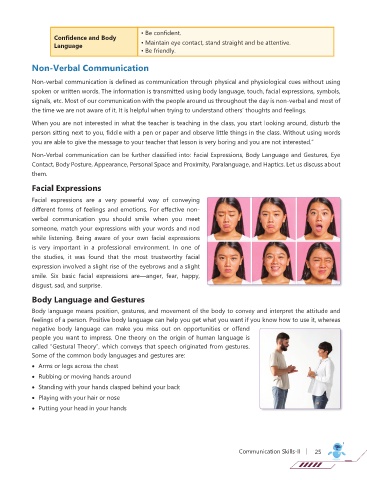 Confidence and Body
Language
• Be confident.
• Maintain eye contact, stand straight and be attentive.
• Be friendly.
Non-Verbal Communication
Non-verbal communication is defined as communication through physical and physiological cues without using
spoken or written words. The information is transmitted using body language, touch, facial expressions, symbols,
signals, etc. Most of our communication with the people around us throughout the day is non-verbal and most of
the time we are not aware of it. It is helpful when trying to understand others' thoughts and feelings.
When you are not interested in what the teacher is teaching in the class, you start looking around, disturb the
person sitting next to you, fiddle with a pen or paper and observe little things in the class. Without using words
you are able to give the message to your teacher that lesson is very boring and you are not interested."
Non-Verbal communication can be further classified into: Facial Expressions, Body Language and Gestures, Eye
Contact, Body Posture, Appearance, Personal Space and Proximity, Paralanguage, and Haptics. Let us discuss about
them.
Facial Expressions
Facial expressions are a very powerful way of conveying
different forms of feelings and emotions. For effective non-
verbal communication you should smile when you meet
someone, match your expressions with your words and nod
while listening. Being aware of your own facial expressions
is very important in a professional environment. In one of
the studies, it was found that the most trustworthy facial
expression involved a slight rise of the eyebrows and a slight
smile. Six basic facial expressions are—anger, fear, happy,
disgust, sad, and surprise.
Body Language and Gestures
Body language means position, gestures, and movement of the body to convey and interpret the attitude and
feelings of a person. Positive body language can help you get what you want if you know how to use it, whereas
negative body language can make you miss out on opportunities or offend
people you want to impress. One theory on the origin of human language is
called "Gestural Theory", which conveys that speech originated from gestures.
Some of the common body languages and gestures are:
• Arms or legs across the chest
• Rubbing or moving hands around
• Standing with your hands clasped behind your back
• Playing with your hair or nose
• Putting your head in your hands
Communication Skills-II | 25